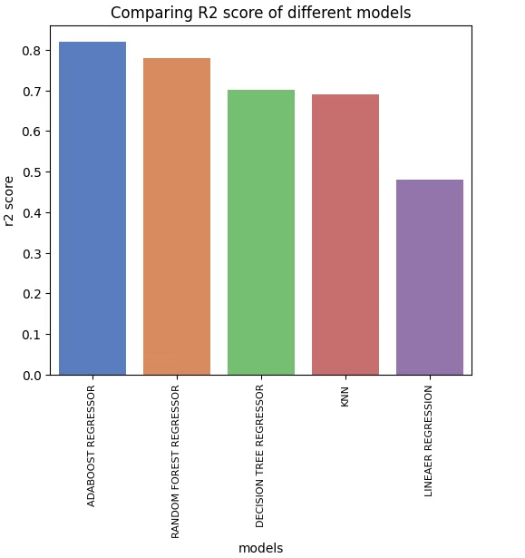 Comparing R2 score of different models
r2 score
0.8
0.7
0.6
0.5
0.4
0.3
0.2
0.1
0.0
ADABOOST REGRESSOR
RANDOM FOREST REGRESSOR
DECISION TREE REGRESSOR
KNN
LINEAER REGRESSION
models